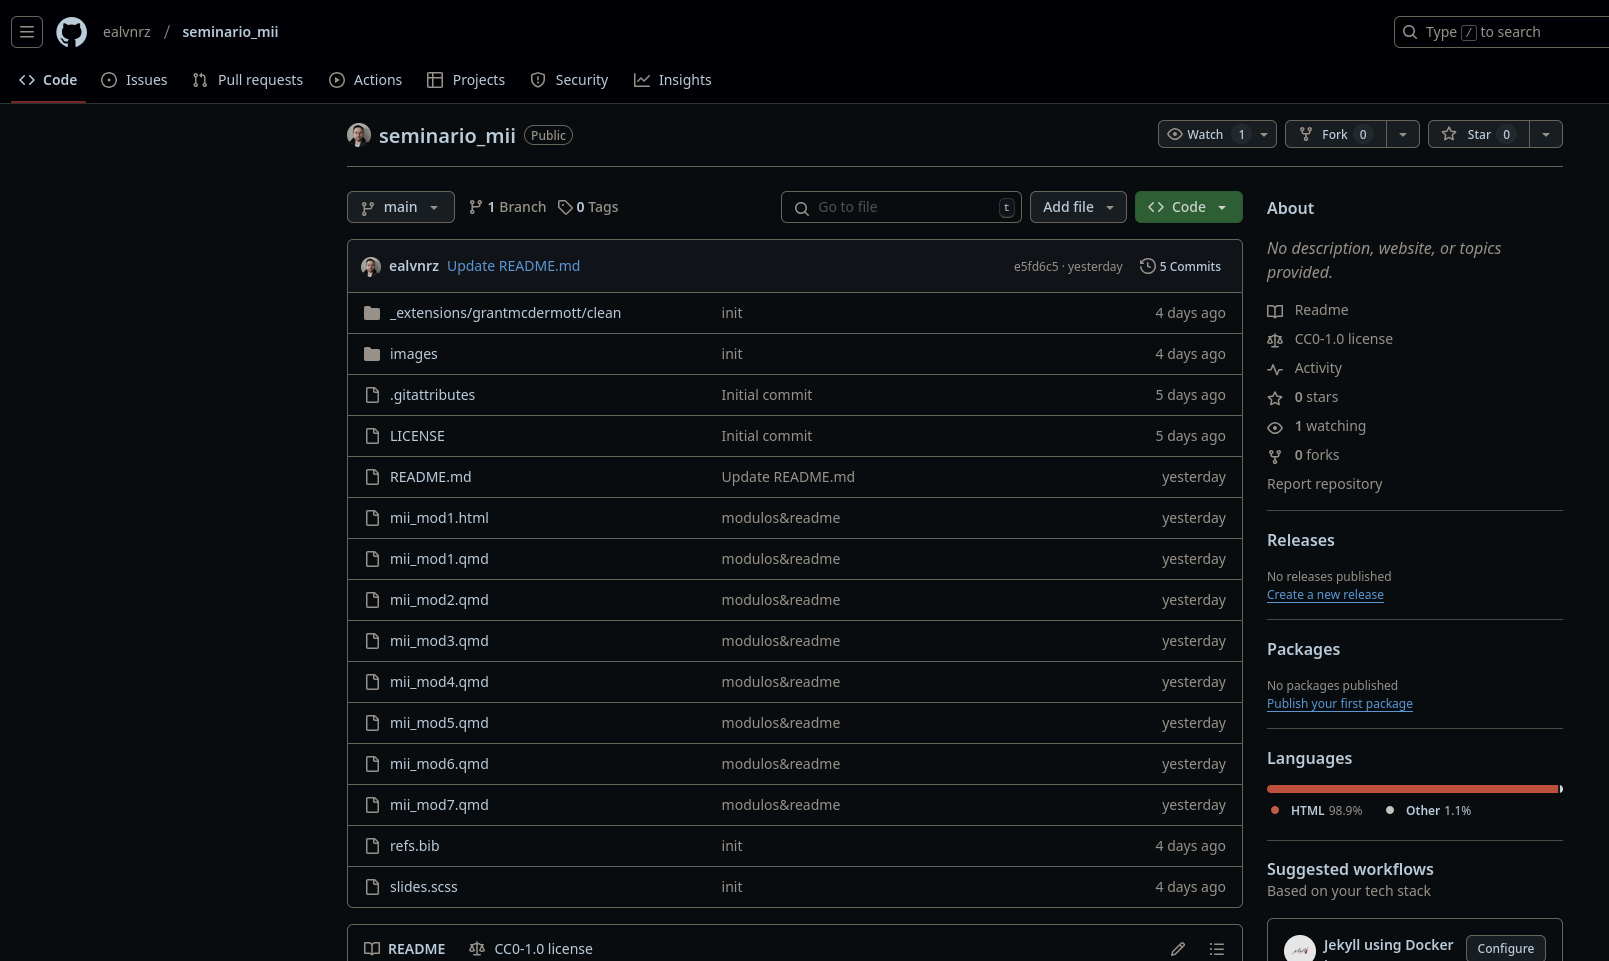 ealvnrz / seminario_mii
Type / to search
Code Issues Pull requests Actions Projects Security Insights
seminario_mii Public
Watch 1 Fork 0 Star 0
main 1 Branch 0 Tags Go to file t Add file Code
ealvnrz Update README.md e5fd6c5 · yesterday 5 Commits
_extensions/grantmcdermott/clean init 4 days ago
images init 4 days ago
.gitattributes Initial commit 5 days ago
LICENSE Initial commit 5 days ago
README.md Update README.md yesterday
mii_mod1.html modulos&readme yesterday
mii_mod1.qmd modulos&readme yesterday
mii_mod2.qmd modulos&readme yesterday
mii_mod3.qmd modulos&readme yesterday
mii_mod4.qmd modulos&readme yesterday
mii_mod5.qmd modulos&readme yesterday
mii_mod6.qmd modulos&readme yesterday
mii_mod7.qmd modulos&readme yesterday
refs.bib init 4 days ago
slides.scss init 4 days ago
README CC0-1.0 license
About
No description, website, or topics
provided.
Readme
CC0-1.0 license
Activity
0 stars
1 watching
0 forks
Report repository
Releases
No releases published
Create a new release
Packages
No packages published
Publish your first package
Languages
HTML 98.9% Other 1.1%
Suggested workflows
Based on your tech stack
Jekyll using Docker Configure